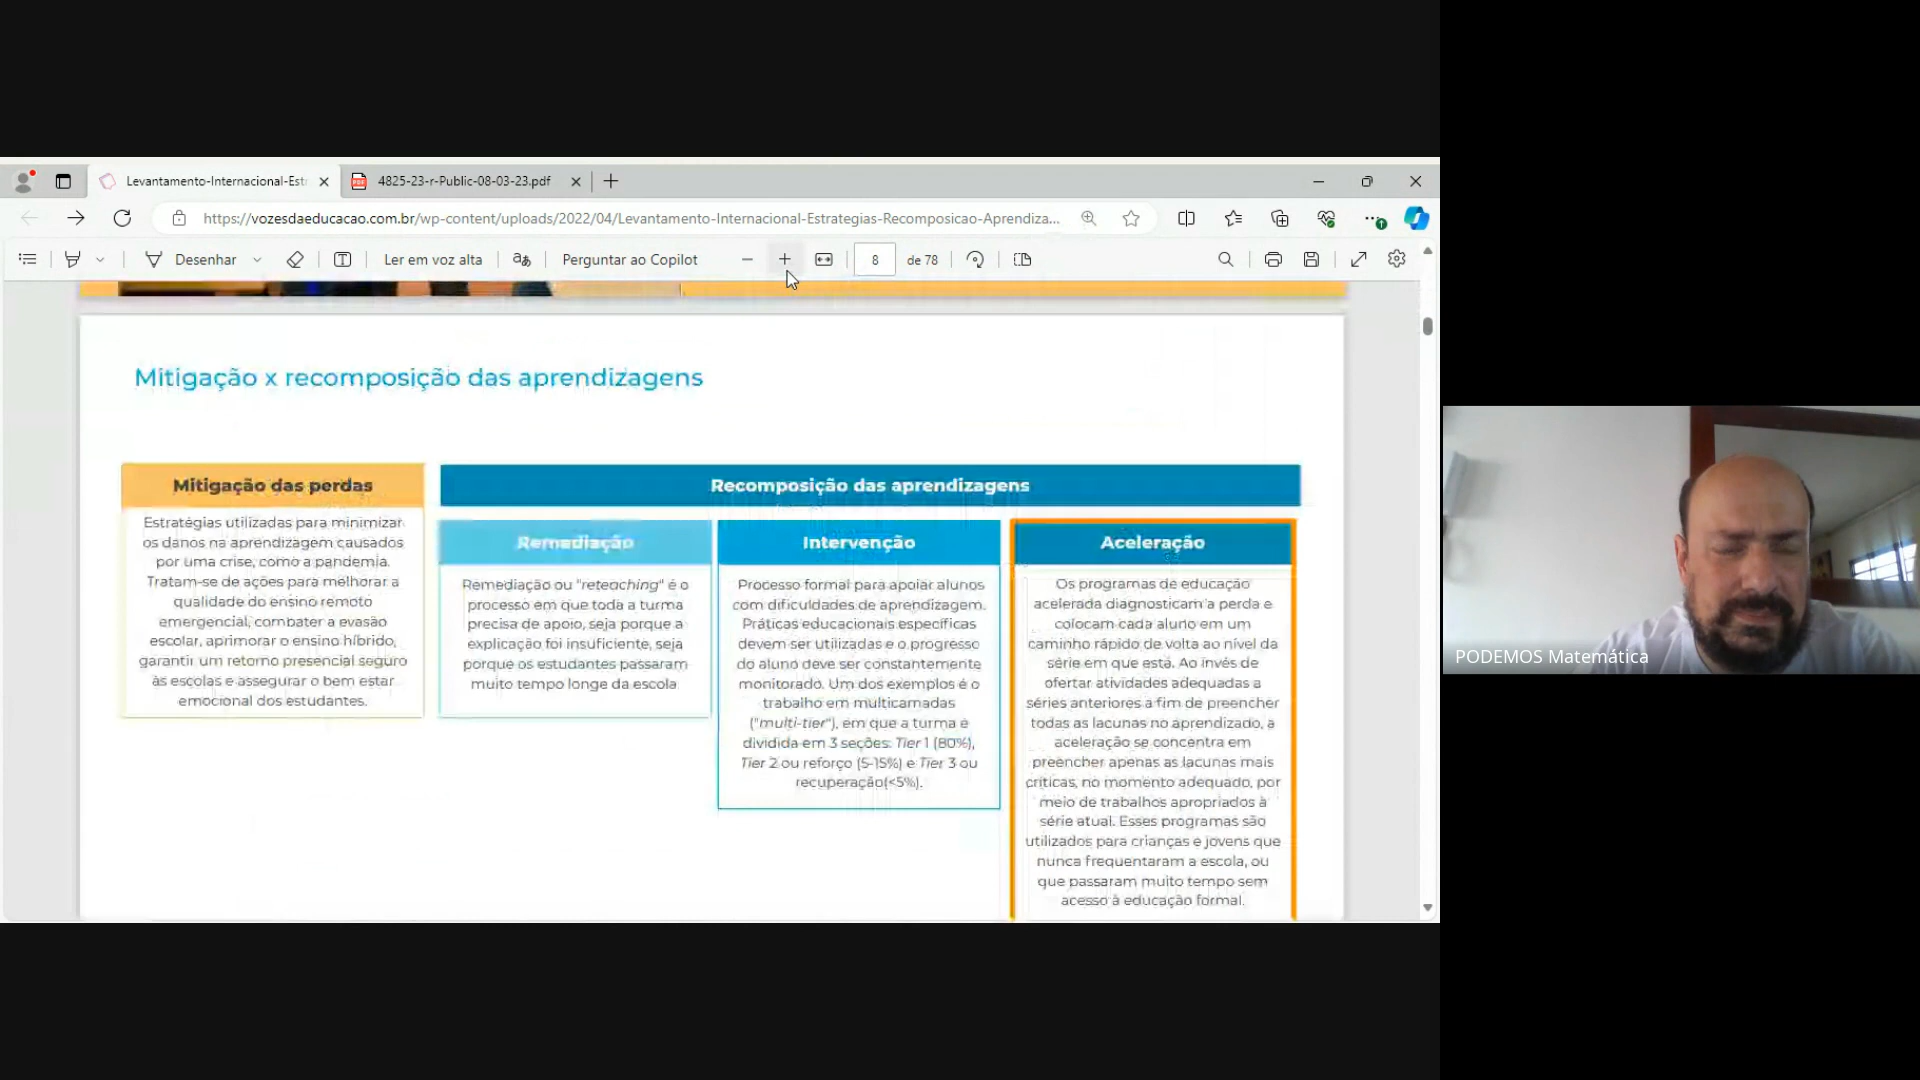 Levantamento-Internacional-Estr
4825-23-r-Public-08-03-23.pdf
https://vozesdaeducacao.com.br/wp-content/uploads/2022/04/Levantamento-Internacional-Estrategias-Recomposicao-Aprendiza...
Desenhar
Ler em voz alta
aあ
Perguntar ao Copilot
8
de 78
Mitigação x recomposição das aprendizagens
Mitigação das perdas
Estratégias utilizadas para minimizar
os danos na aprendizagem causados
por uma crise, como a pandemia.
Tratam-se de ações para melhorar a
qualidade do ensino remoto
emergencial, combater a evasão
escolar, aprimorar o ensino híbrido,
garantir um retorno presencial seguro
às escolas e assegurar o bem estar
emocional dos estudantes.
Recomposição das aprendizagens
Remediação
Remediação ou "reteaching" é o
processo em que toda a turma
precisa de apoio, seja porque a
explicação foi insuficiente, seja
porque os estudantes passaram
muito tempo longe da escola
Intervenção
Processo formal para apoiar alunos
com dificuldades de aprendizagem.
Práticas educacionais específicas
devem ser utilizadas e o progresso
do aluno deve ser constantemente
monitorado. Um dos exemplos é o
trabalho em multicamadas
("multi-tier"), em que a turma é
dividida em 3 seções: Tier 1 (80%),
Tier 2 ou reforço (5-15%) e Tier 3 ou
recuperação(<5%).
Aceleração
Os programas de educação
acelerada diagnosticam a perda e
colocam cada aluno em um
caminho rápido de volta ao nível da
série em que está. Ao invés de
ofertar atividades adequadas a
séries anteriores a fim de preencher
todas as lacunas no aprendizado, a
aceleração se concentra em
preencher apenas as lacunas mais
críticas, no momento adequado, por
meio de trabalhos apropriados à
série atual. Esses programas são
utilizados para crianças e jovens que
nunca frequentaram a escola, ou
que passaram muito tempo sem
acesso à educação formal.
PODEMOS Matemática